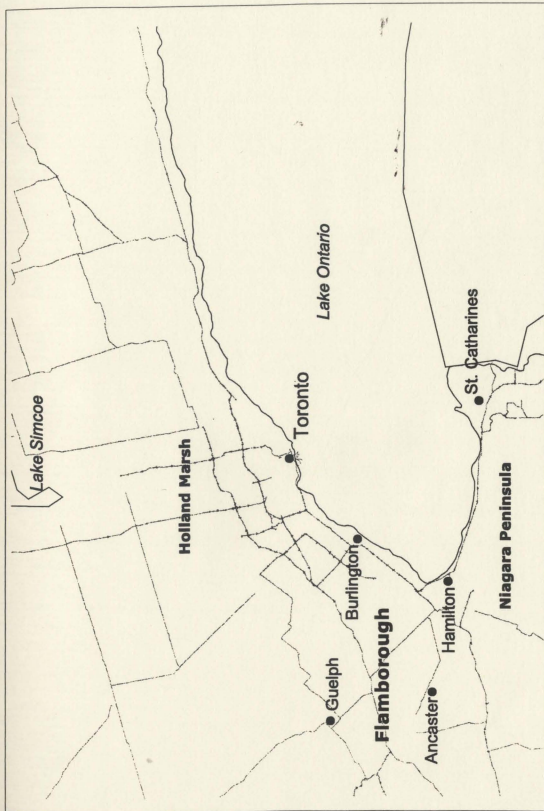 Lake Simcoe
Holland Marsh
Lake Ontario
Toronto
St. Catharines
Burlington
Guelph
Flamborough
Hamilton
Ancaster
Niagara Peninsula